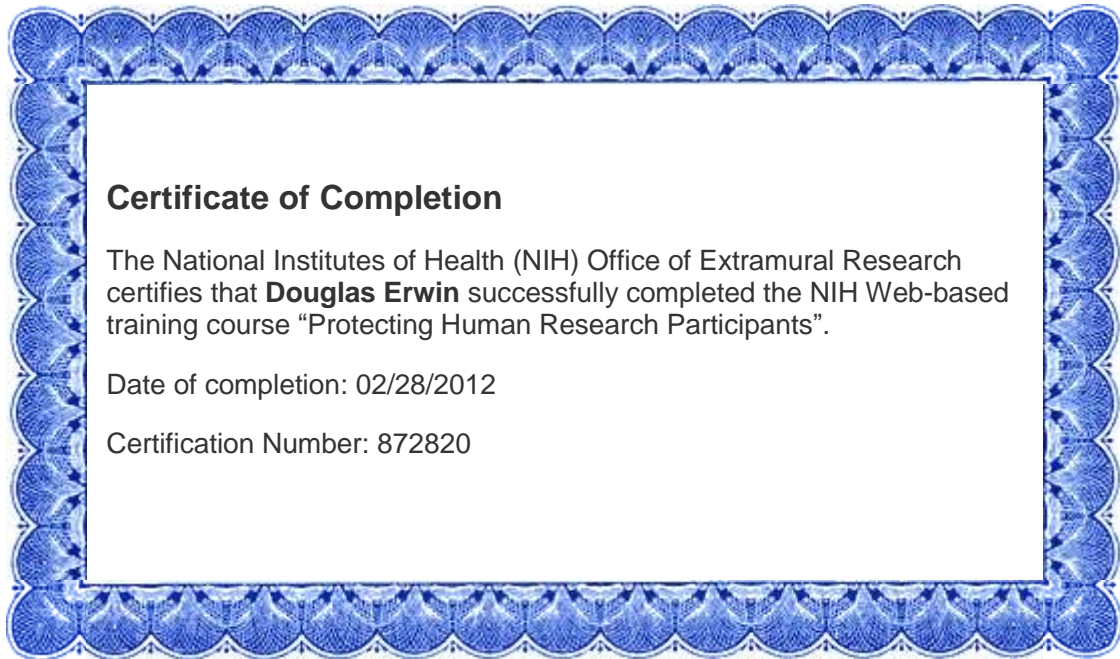 Certificate of Completion
The National Institutes of Health (NIH) Office of Extramural Research
certifies that Douglas Erwin successfully completed the NIH Web-based
training course “Protecting Human Research Participants”.
Date of completion: 02/28/2012
Certification Number: 872820